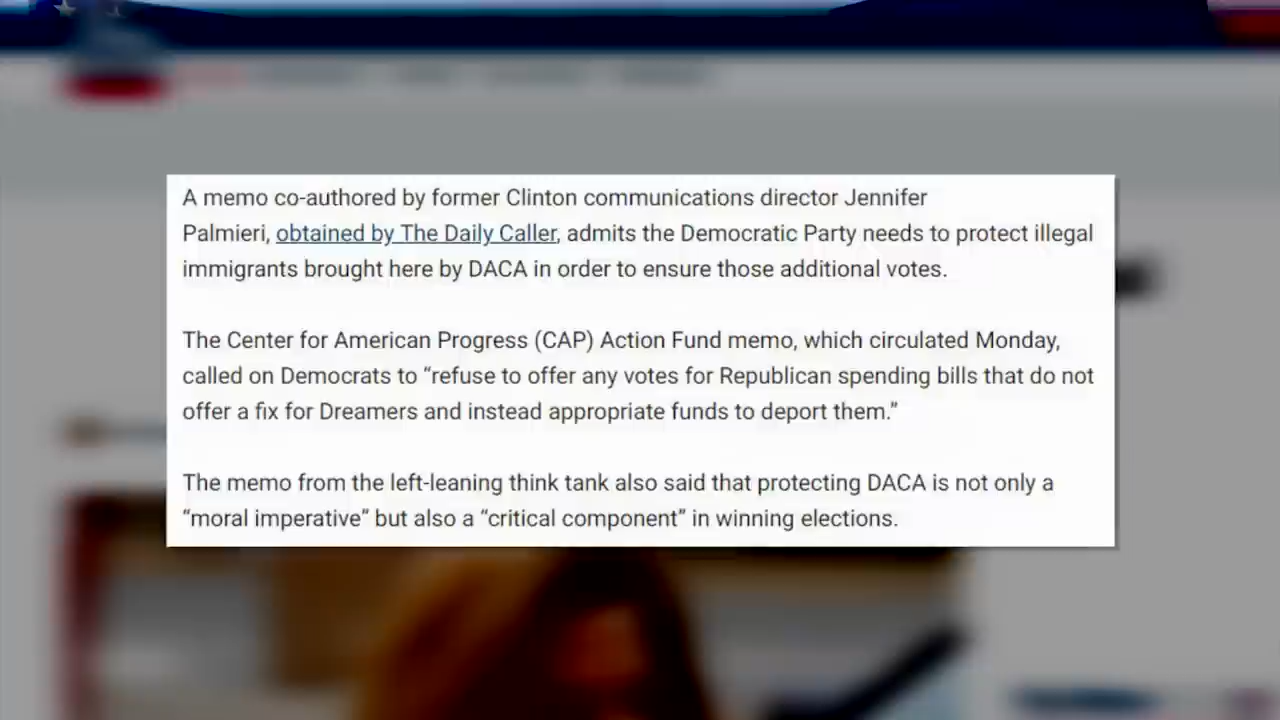 A memo co-authored by former Clinton communications director Jennifer
Palmieri, obtained by The Daily Caller, admits the Democratic Party needs to protect illegal
immigrants brought here by DACA in order to ensure those additional votes.
The Center for American Progress (CAP) Action Fund memo, which circulated Monday,
called on Democrats to “refuse to offer any votes for Republican spending bills that do not
offer a fix for Dreamers and instead appropriate funds to deport them.”
The memo from the left-leaning think tank also said that protecting DACA is not only a
“moral imperative” but also a “critical component” in winning elections.